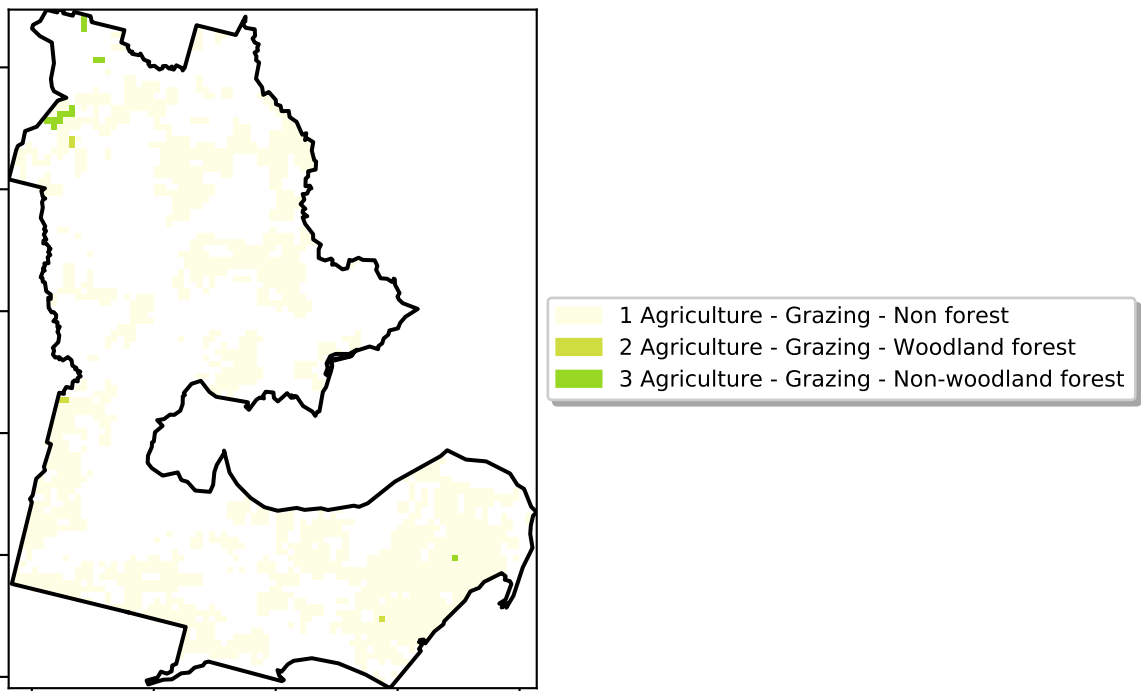 1 Agriculture - Grazing - Non forest
2 Agriculture - Grazing - Woodland forest
3 Agriculture - Grazing - Non-woodland forest